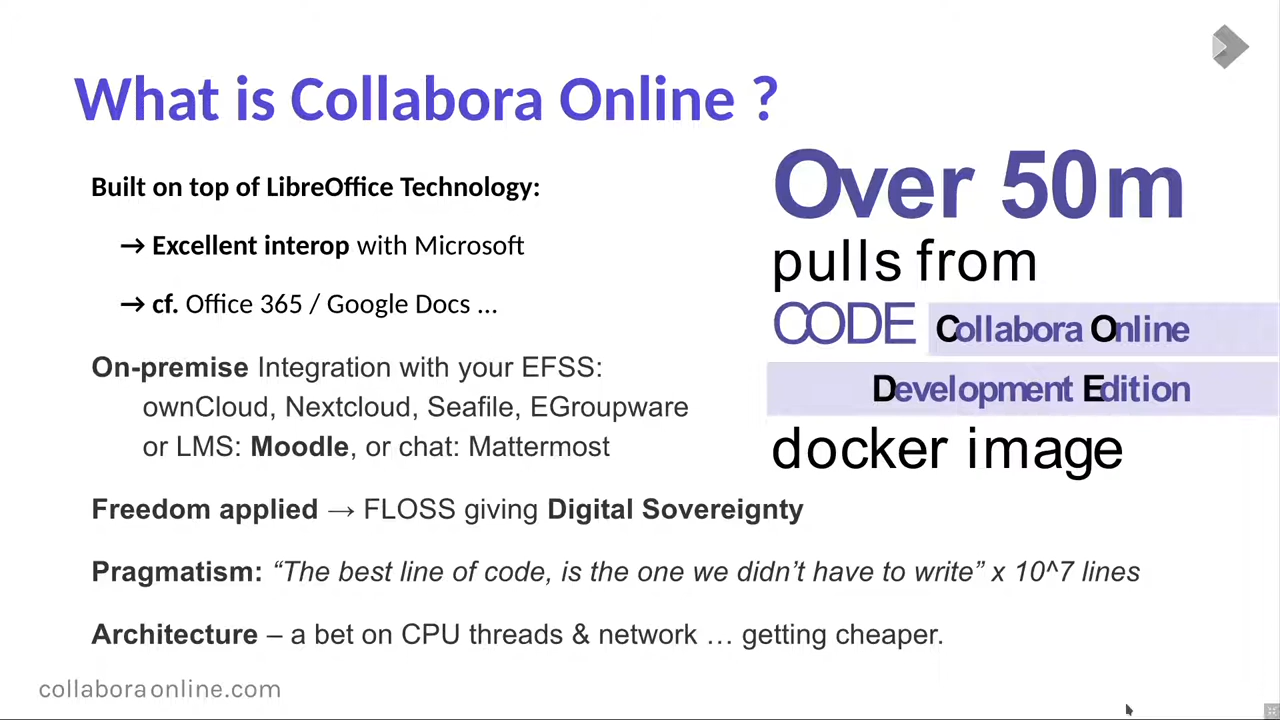 What is Collabora Online ?
Built on top of LibreOffice Technology:
→ Excellent interop with Microsoft
→ cf. Office 365 / Google Docs ...
On-premise Integration with your EFSS:
ownCloud, Nextcloud, Seafile, EGroupware
or LMS: Moodle, or chat: Mattermost
Over 50m
pulls from
CODE Collabora Online
Development Edition
docker image
Freedom applied → FLOSS giving Digital Sovereignty
Pragmatism: “The best line of code, is the one we didn’t have to write” x 10^7 lines
Architecture – a bet on CPU threads & network … getting cheaper.
collaboraonline.com